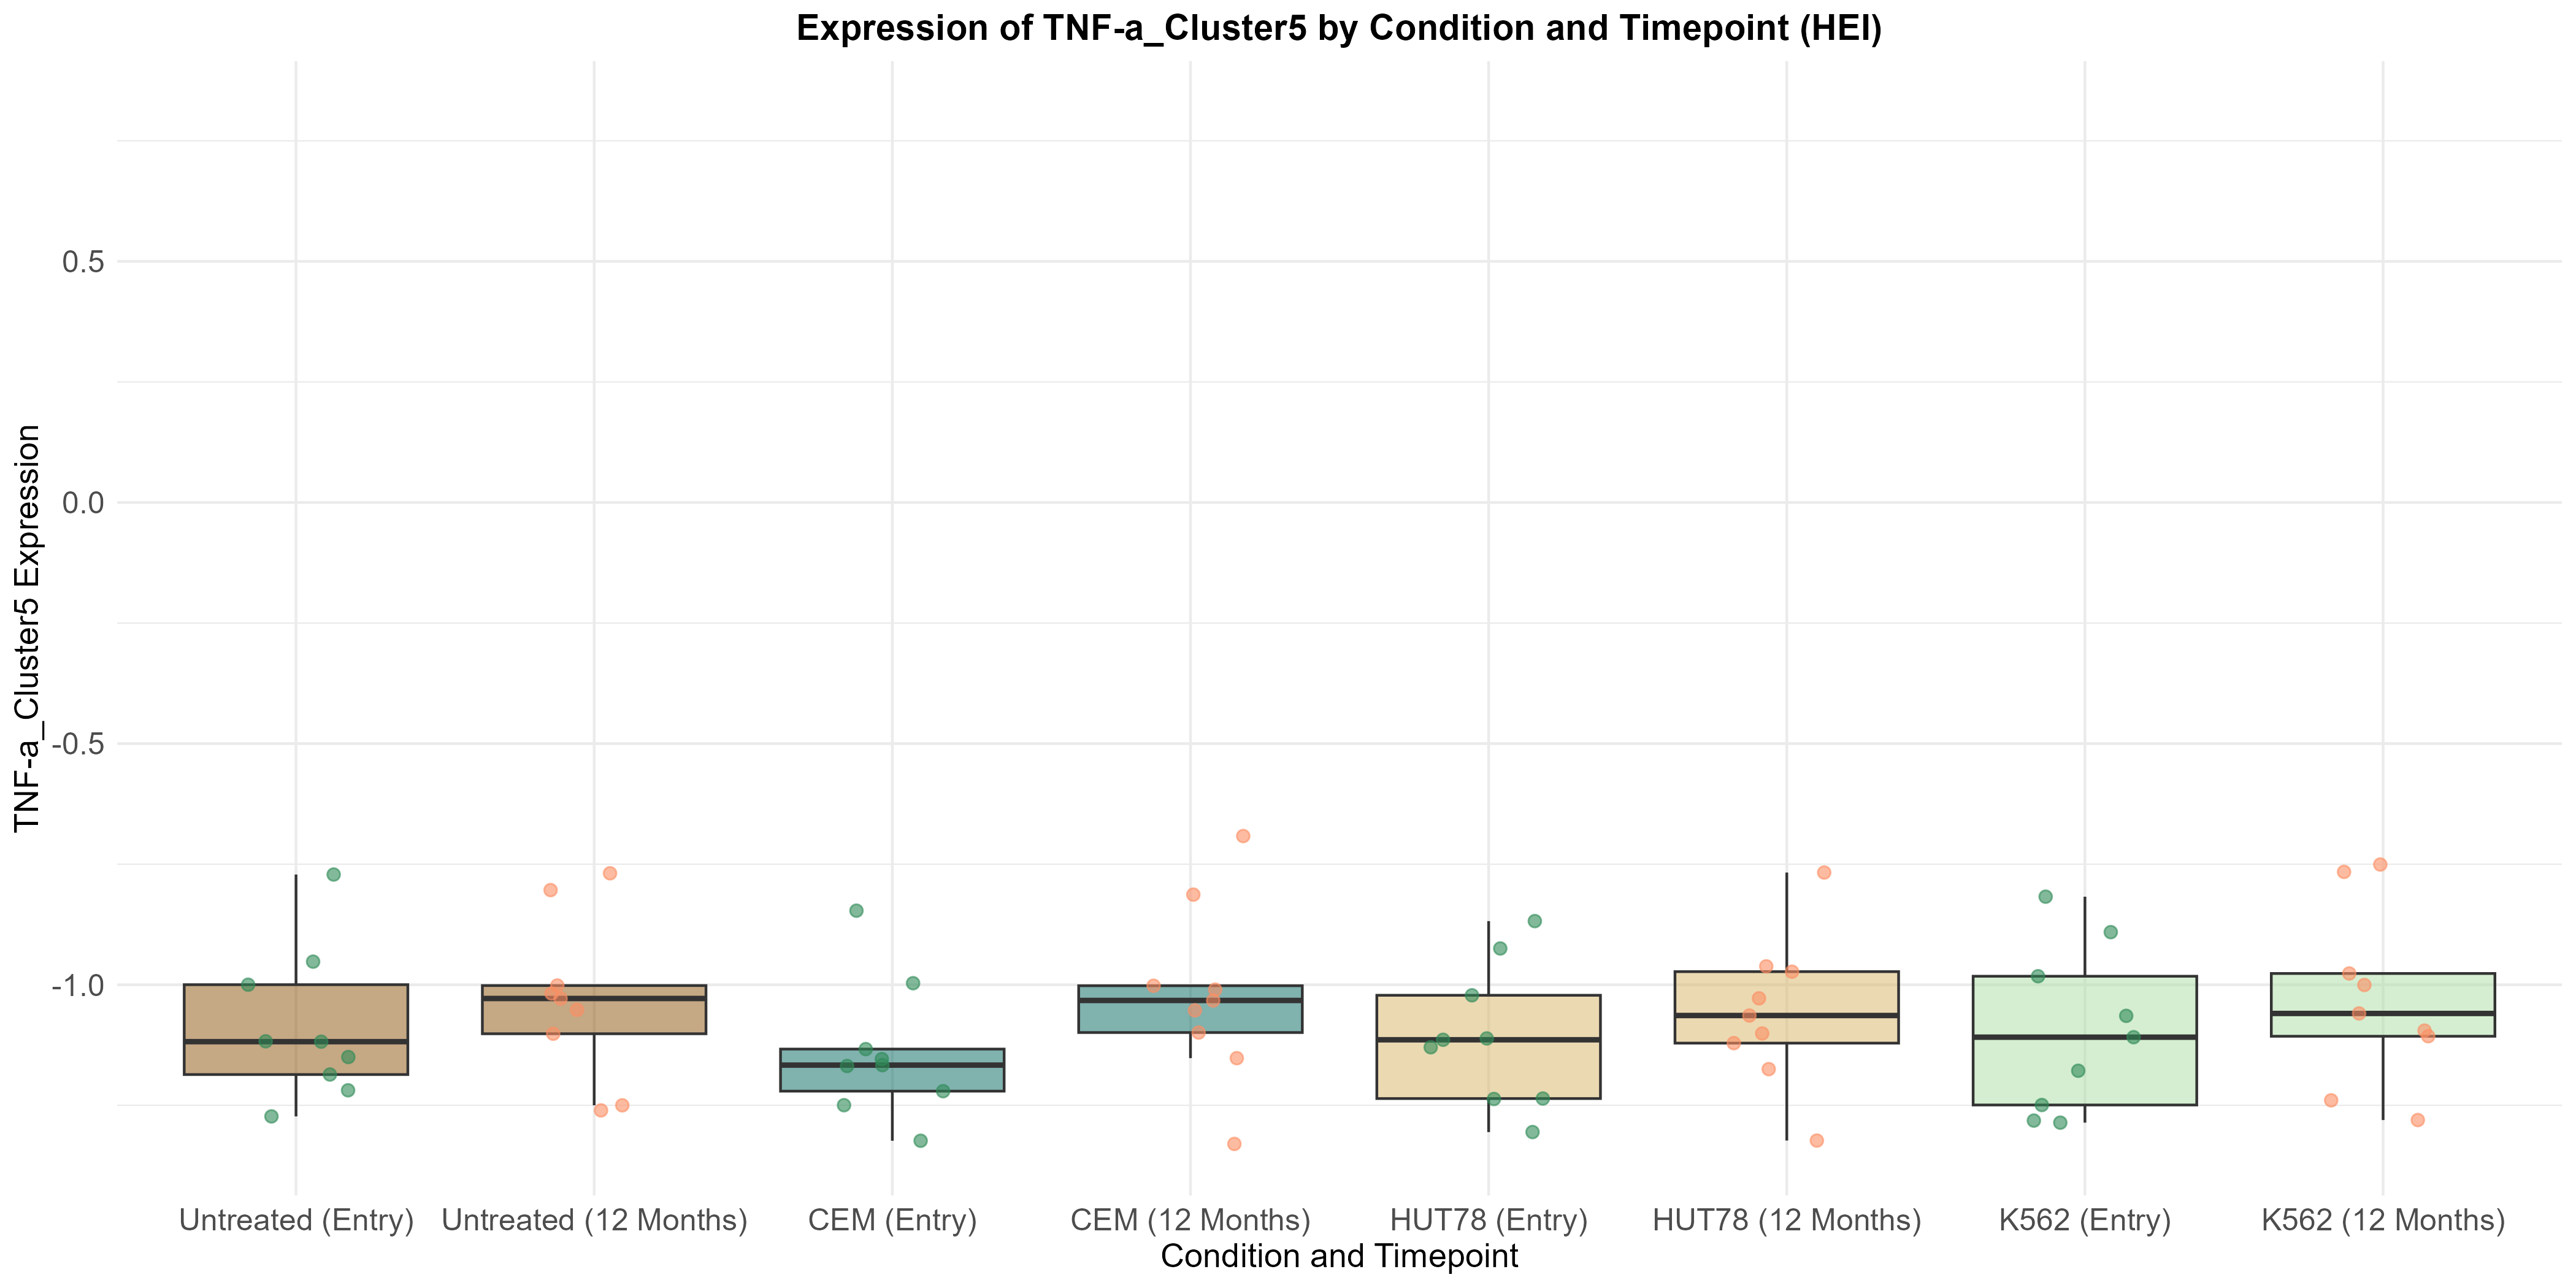 Expression of TNF-a_Cluster5 by Condition and Timepoint (HEI)
TNF-a_Cluster5 Expression
0.5
0.0
-0.5
-1.0
Untreated (Entry) Untreated (12 Months) CEM (Entry) CEM (12 Months) HUT78 (Entry) HUT78 (12 Months) K562 (Entry) K562 (12 Months)
Condition and Timepoint